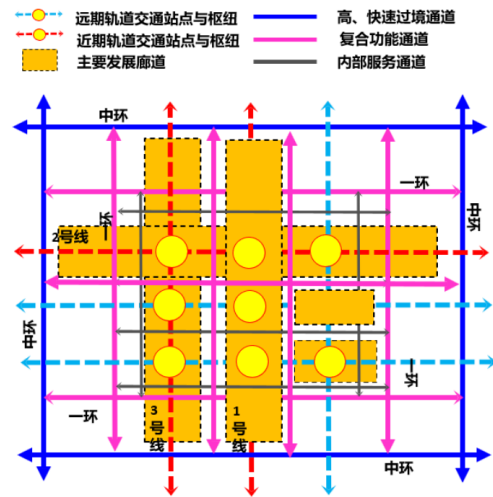 远期轨道交通站点与枢纽
高、快速过境通道
近期轨道交通站点与枢纽
复合功能通道
主要发展廊道
内部服务通道
中环
一环
中环
一环
2号线
中环
一环
一环
3号线
1号线
中环